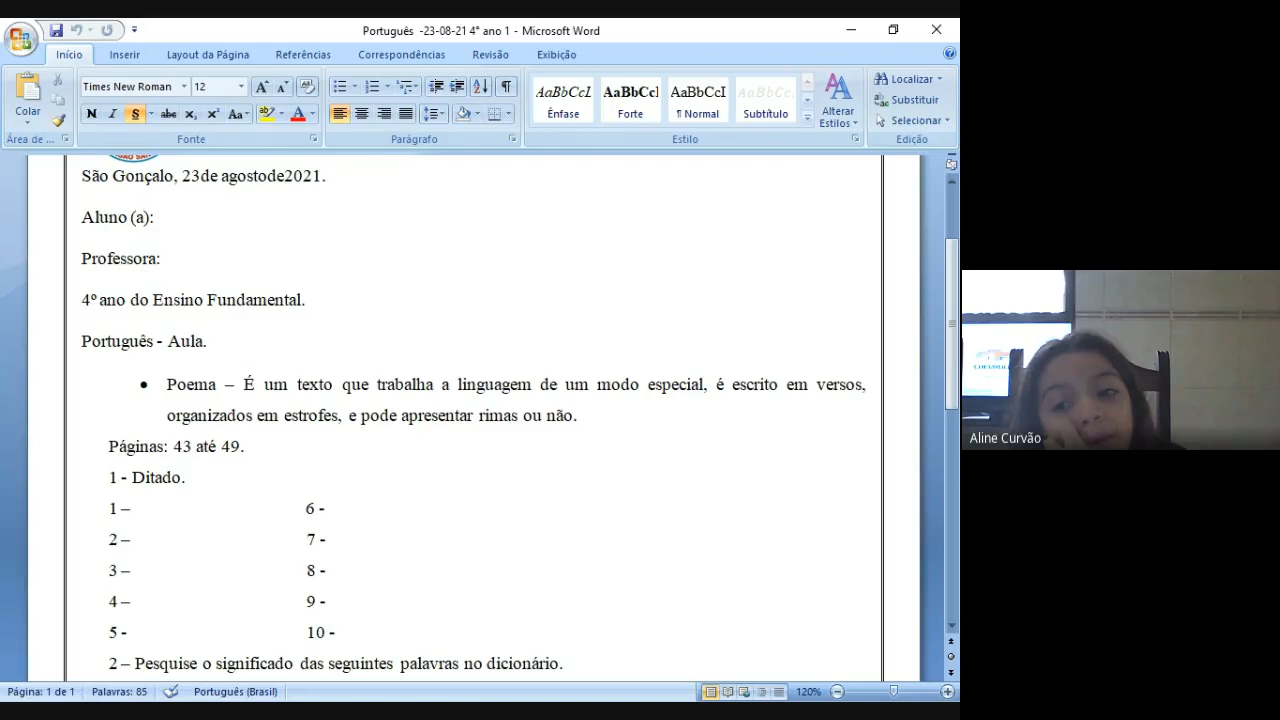 Português -23-08-21 4° ano 1 - Microsoft Word
Início Inserir Layout da Página Referências Correspondências Revisão Exibição
Times New Roman 12
AaBbCcI AaBbCcI AaBbCcI AaBbCc.
Colar
N I S abc x₂ x² Aa A
Ênfase Forte ¶ Normal Subtítulo
Alterar Estilos
Localizar
Substituir
Selecionar
Área de ... Fonte Parágrafo Estilo Edição
São Gonçalo, 23de agostode2021.
Aluno (a):
Professora:
4º ano do Ensino Fundamental.
Português - Aula.
• Poema – É um texto que trabalha a linguagem de um modo especial, é escrito em versos,
organizados em estrofes, e pode apresentar rimas ou não.
Páginas: 43 até 49.
1 - Ditado.
1 – 6 -
2 – 7 -
3 – 8 -
4 – 9 -
5 - 10 -
2 – Pesquise o significado das seguintes palavras no dicionário.
Página: 1 de 1 Palavras: 85 Português (Brasil) 120%
Aline Curvão